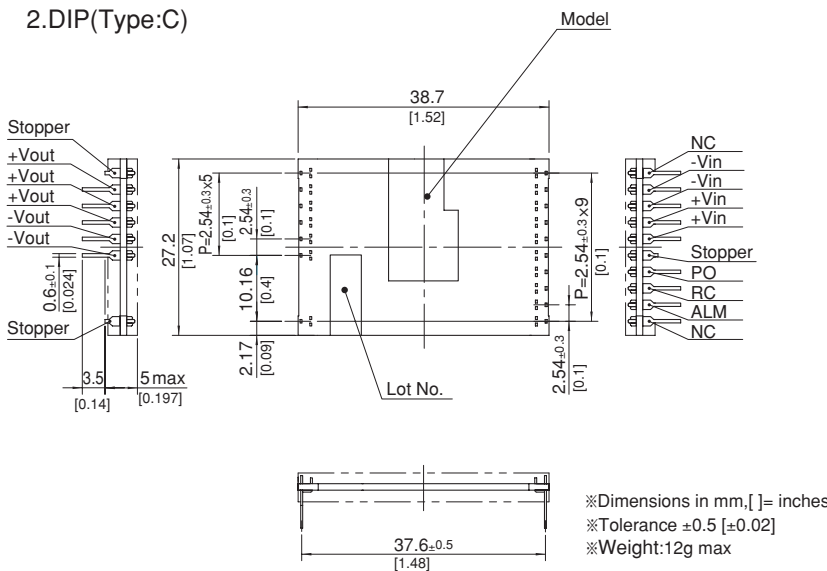 2.DIP(Type:C)
Model
38.7
[1.52]
Stopper
+Vout
+Vout
+Vout
-Vout
-Vout
Stopper
0.6±0.1
[0.024]
3.5
[0.14]
5 max
[0.197]
27.2
[1.07]
P=2.54±0.3x5
[0.1]
2.54±0.3
[0.1]
10.16
[0.4]
2.17
[0.09]
Lot No.
P=2.54±0.3x9
[0.1]
2.54±0.3
[0.1]
NC
-Vin
-Vin
+Vin
+Vin
Stopper
PO
RC
ALM
NC
37.6±0.5
[1.48]
※Dimensions in mm,[ ]= inches
※Tolerance ±0.5 [±0.02]
※Weight:12g max